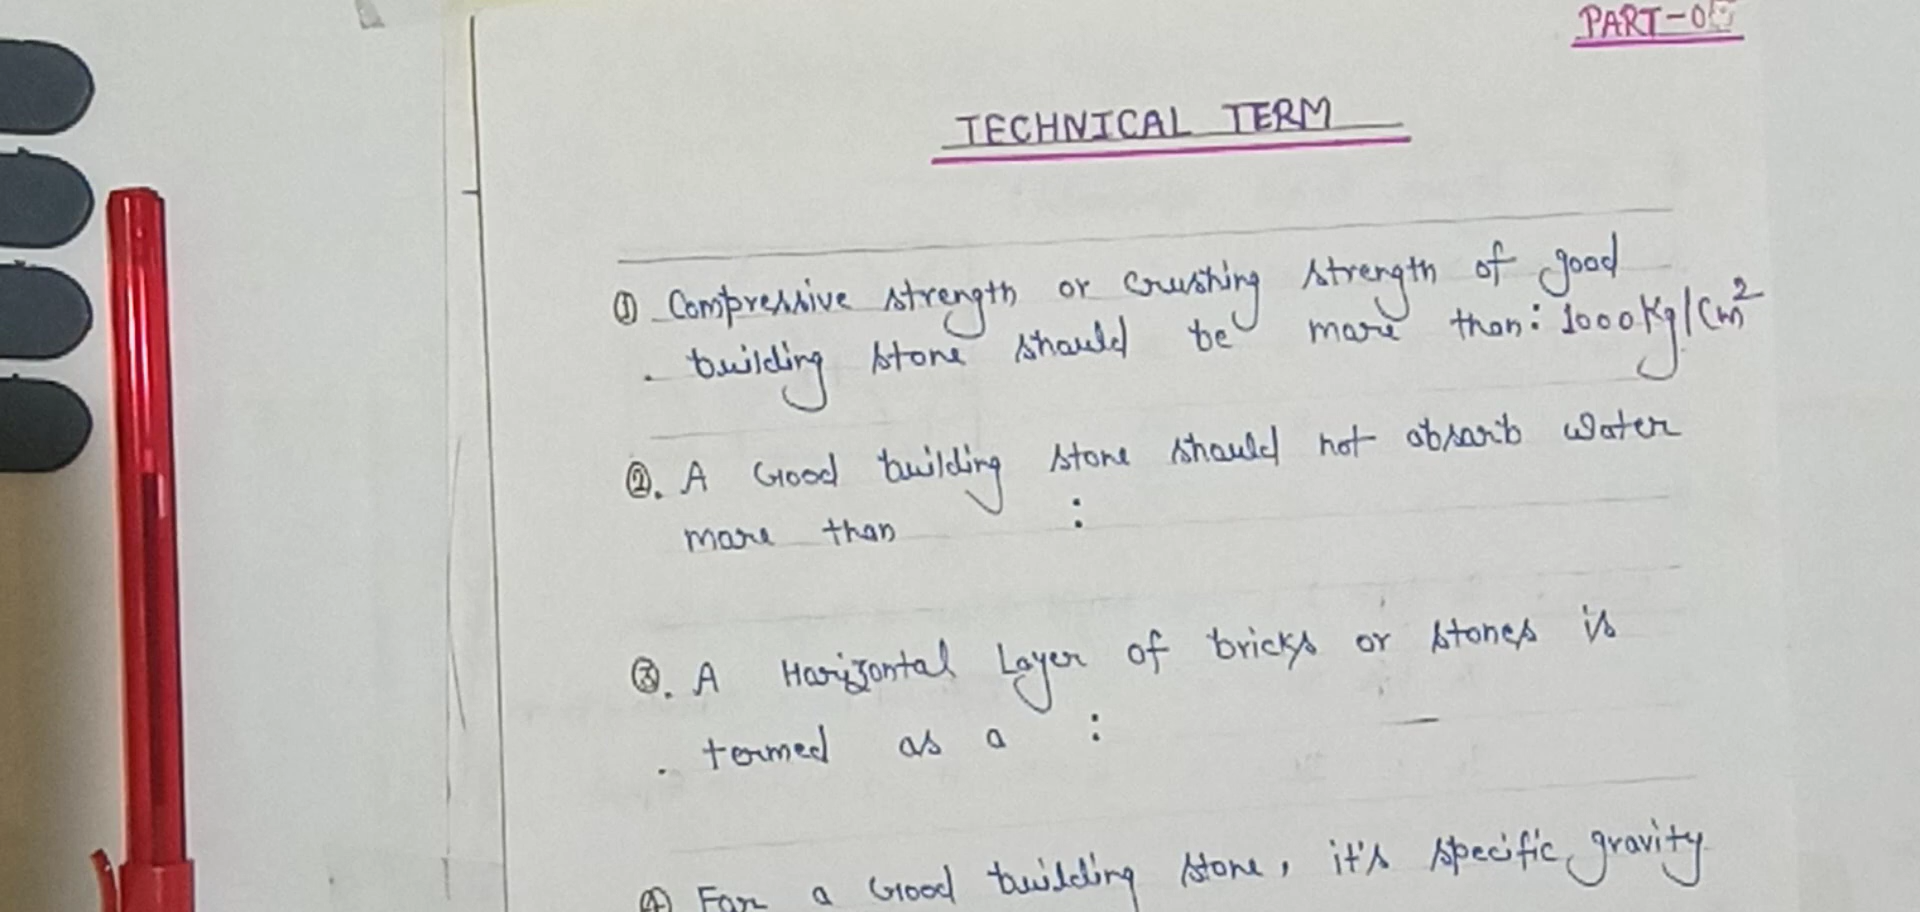 PART-0
TECHNICAL TERM
① Compressive strength or crushing strength of good
. building stone should be more than: 1000 Kg/Cm²
②. A Good building stone should not absorb water
more than :
③. A Horizontal Layer of bricks or stones is
. termed as a : —
④ For a Good building stone, it's specific gravity